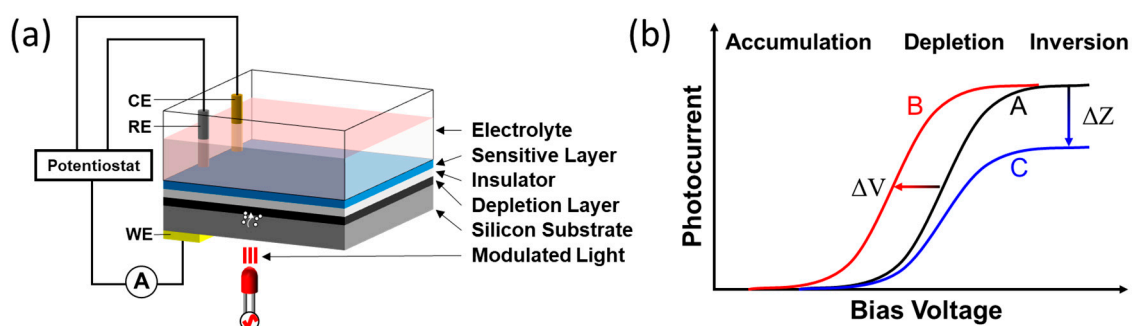 (a)
CE
RE
Potentiostat
WE
A
Electrolyte
Sensitive Layer
Insulator
Depletion Layer
Silicon Substrate
Modulated Light
(b)
Accumulation Depletion Inversion
B
A
C
ΔV
ΔZ
Photocurrent
Bias Voltage